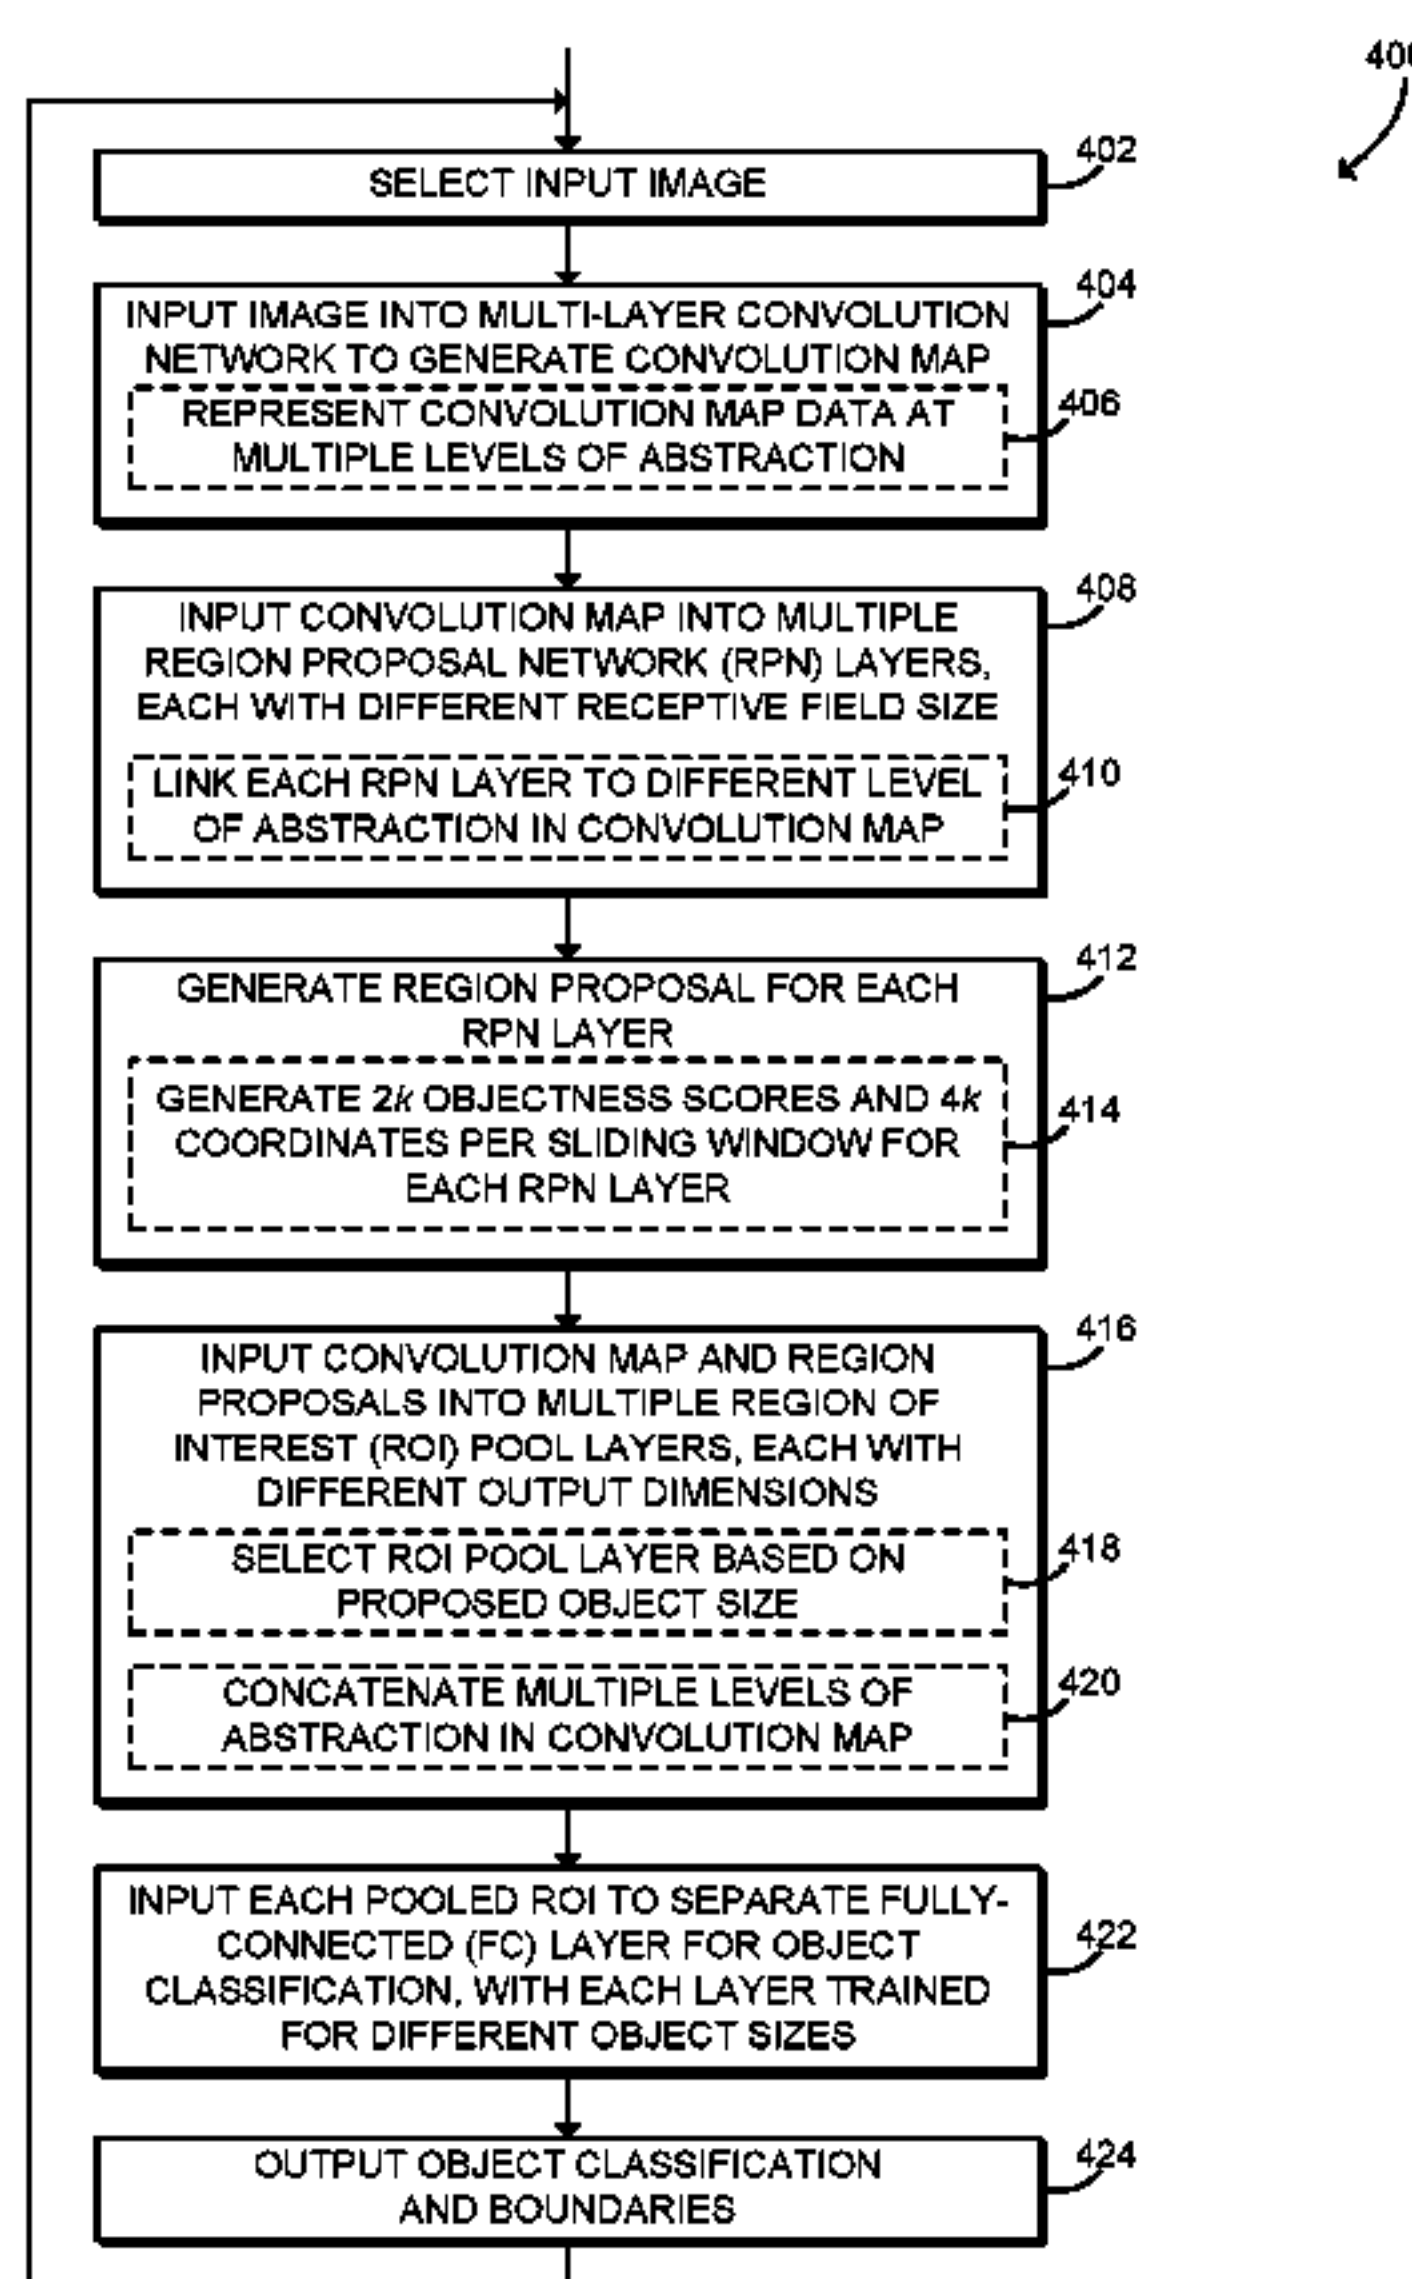 400
SELECT INPUT IMAGE
402
INPUT IMAGE INTO MULTI-LAYER CONVOLUTION
NETWORK TO GENERATE CONVOLUTION MAP
404
REPRESENT CONVOLUTION MAP DATA AT
MULTIPLE LEVELS OF ABSTRACTION
406
INPUT CONVOLUTION MAP INTO MULTIPLE
REGION PROPOSAL NETWORK (RPN) LAYERS,
EACH WITH DIFFERENT RECEPTIVE FIELD SIZE
408
LINK EACH RPN LAYER TO DIFFERENT LEVEL
OF ABSTRACTION IN CONVOLUTION MAP
410
GENERATE REGION PROPOSAL FOR EACH
RPN LAYER
412
GENERATE 2k OBJECTNESS SCORES AND 4k
COORDINATES PER SLIDING WINDOW FOR
EACH RPN LAYER
414
INPUT CONVOLUTION MAP AND REGION
PROPOSALS INTO MULTIPLE REGION OF
INTEREST (ROI) POOL LAYERS, EACH WITH
DIFFERENT OUTPUT DIMENSIONS
416
SELECT ROI POOL LAYER BASED ON
PROPOSED OBJECT SIZE
418
CONCATENATE MULTIPLE LEVELS OF
ABSTRACTION IN CONVOLUTION MAP
420
INPUT EACH POOLED ROI TO SEPARATE FULLY-
CONNECTED (FC) LAYER FOR OBJECT
CLASSIFICATION, WITH EACH LAYER TRAINED
FOR DIFFERENT OBJECT SIZES
422
OUTPUT OBJECT CLASSIFICATION
AND BOUNDARIES
424